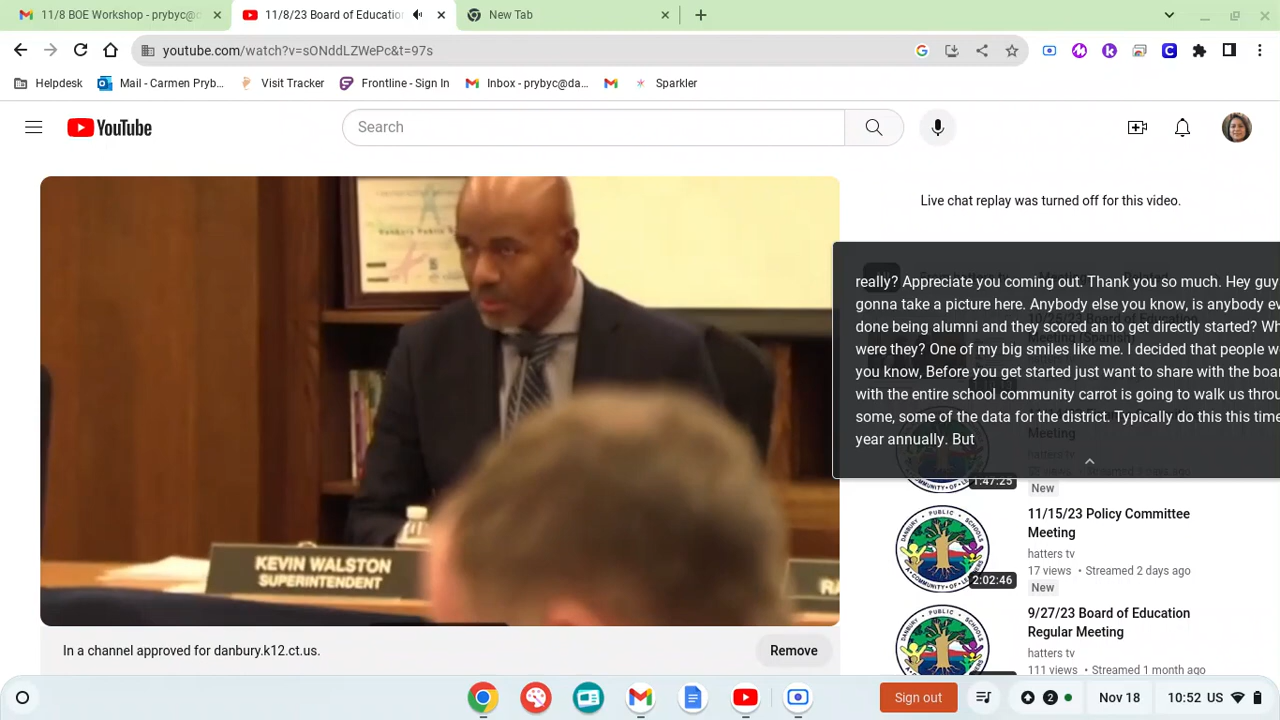 11/8 BOE Workshop - prybyc@d
11/8/23 Board of Education
New Tab
youtube.com/watch?v=sONddLZWePc&t=97s
Helpdesk
Mail - Carmen Pryb...
Visit Tracker
Frontline - Sign In
Inbox - prybyc@da...
Sparkler
YouTube
Search
Live chat replay was turned off for this video.
really? Appreciate you coming out. Thank you so much. Hey guy
gonna take a picture here. Anybody else you know, is anybody e
done being alumni and they scored an to get directly started? Wh
were they? One of my big smiles like me. I decided that people w
you know, Before you get started just want to share with the boa
with the entire school community carrot is going to walk us throu
some, some of the data for the district. Typically do this this time
year annually. But
Meeting
1:47:25
New
KEVIN WALSTON
SUPERINTENDENT
RA
11/15/23 Policy Committee
Meeting
hatters tv
17 views • Streamed 2 days ago
2:02:46
New
9/27/23 Board of Education
Regular Meeting
hatters tv
111 views • Streamed 1 month ago
In a channel approved for danbury.k12.ct.us.
Remove
Sign out
2
Nov 18
10:52 US